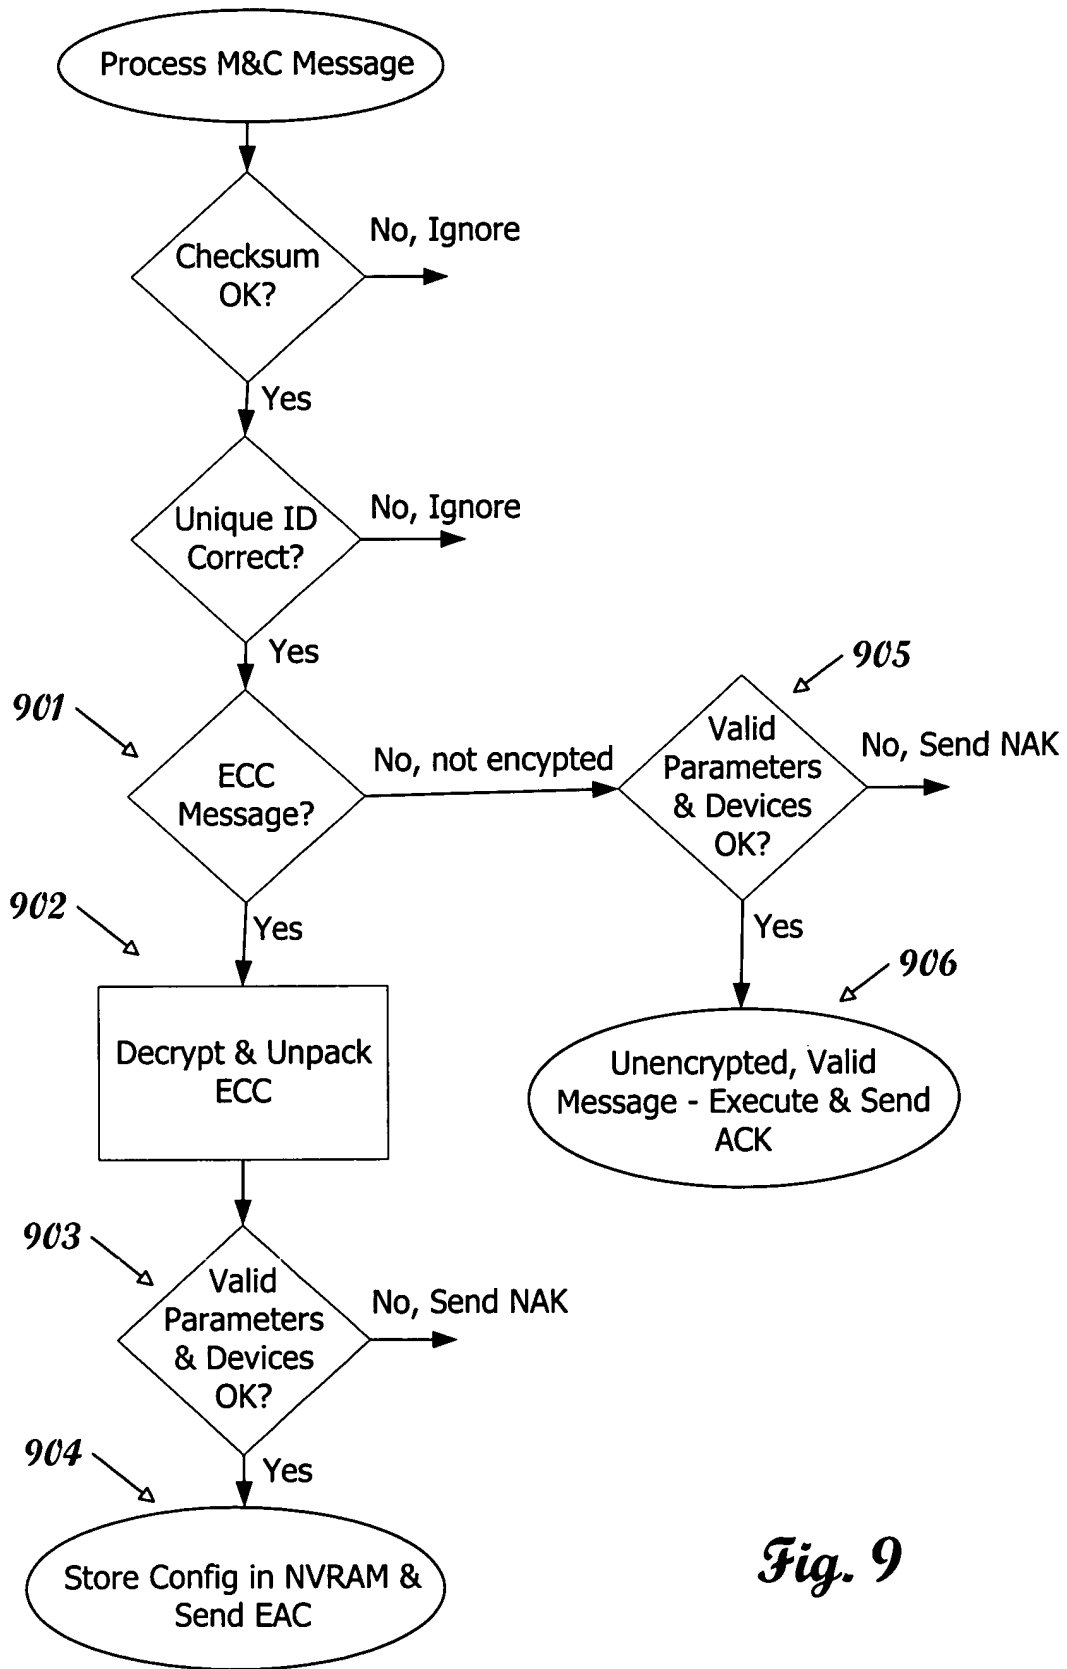 Process M&C Message
No, Ignore
Checksum
OK?
Yes
No, Ignore
Unique ID
Correct?
Yes
905
901
Valid
Parameters
& Devices
OK?
No, Send NAK
No, not encypted
ECC
Message?
902
Yes
Yes
906
Decrypt & Unpack
ECC
Unencrypted, Valid
Message - Execute & Send
ACK
903
Valid
Parameters
& Devices
OK?
No, Send NAK
904
Yes
Store Config in NVRAM &
Send EAC
Fig. 9